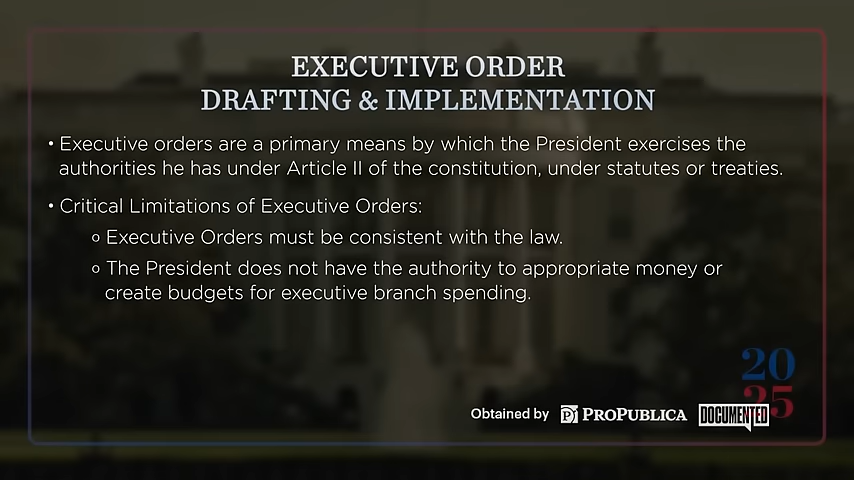 EXECUTIVE ORDER
DRAFTING & IMPLEMENTATION
• Executive orders are a primary means by which the President exercises the
authorities he has under Article II of the constitution, under statutes or treaties.
• Critical Limitations of Executive Orders:
o Executive Orders must be consistent with the law.
o The President does not have the authority to appropriate money or
create budgets for executive branch spending.
20
25
Obtained by PROPUBLICA DOCUMENTED